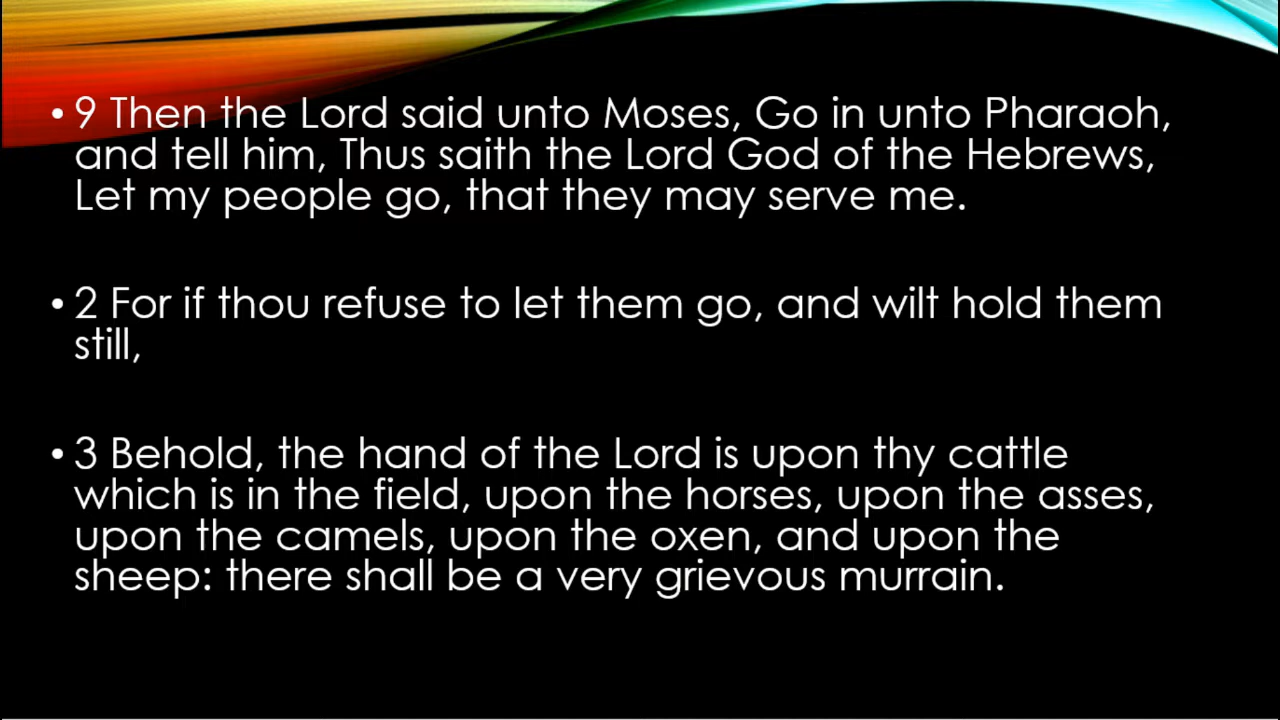 • 9 Then the Lord said unto Moses, Go in unto Pharaoh,
and tell him, Thus saith the Lord God of the Hebrews,
Let my people go, that they may serve me.
• 2 For if thou refuse to let them go, and wilt hold them
still,
• 3 Behold, the hand of the Lord is upon thy cattle
which is in the field, upon the horses, upon the asses,
upon the camels, upon the oxen, and upon the
sheep: there shall be a very grievous murrain.